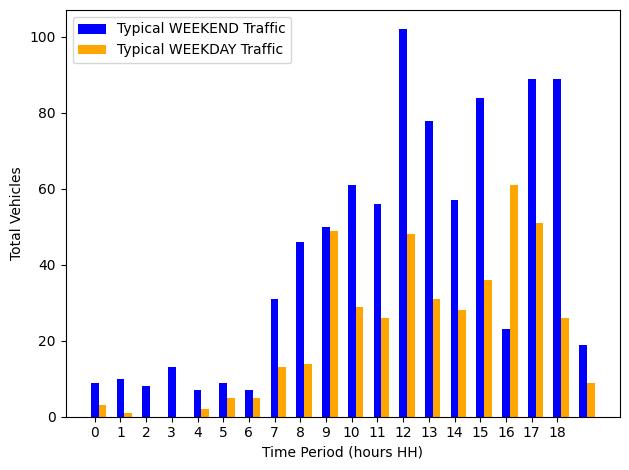 Typical WEEKEND Traffic
Typical WEEKDAY Traffic
100
80
60
40
20
0
Total Vehicles
0 1 2 3 4 5 6 7 8 9 10 11 12 13 14 15 16 17 18
Time Period (hours HH)